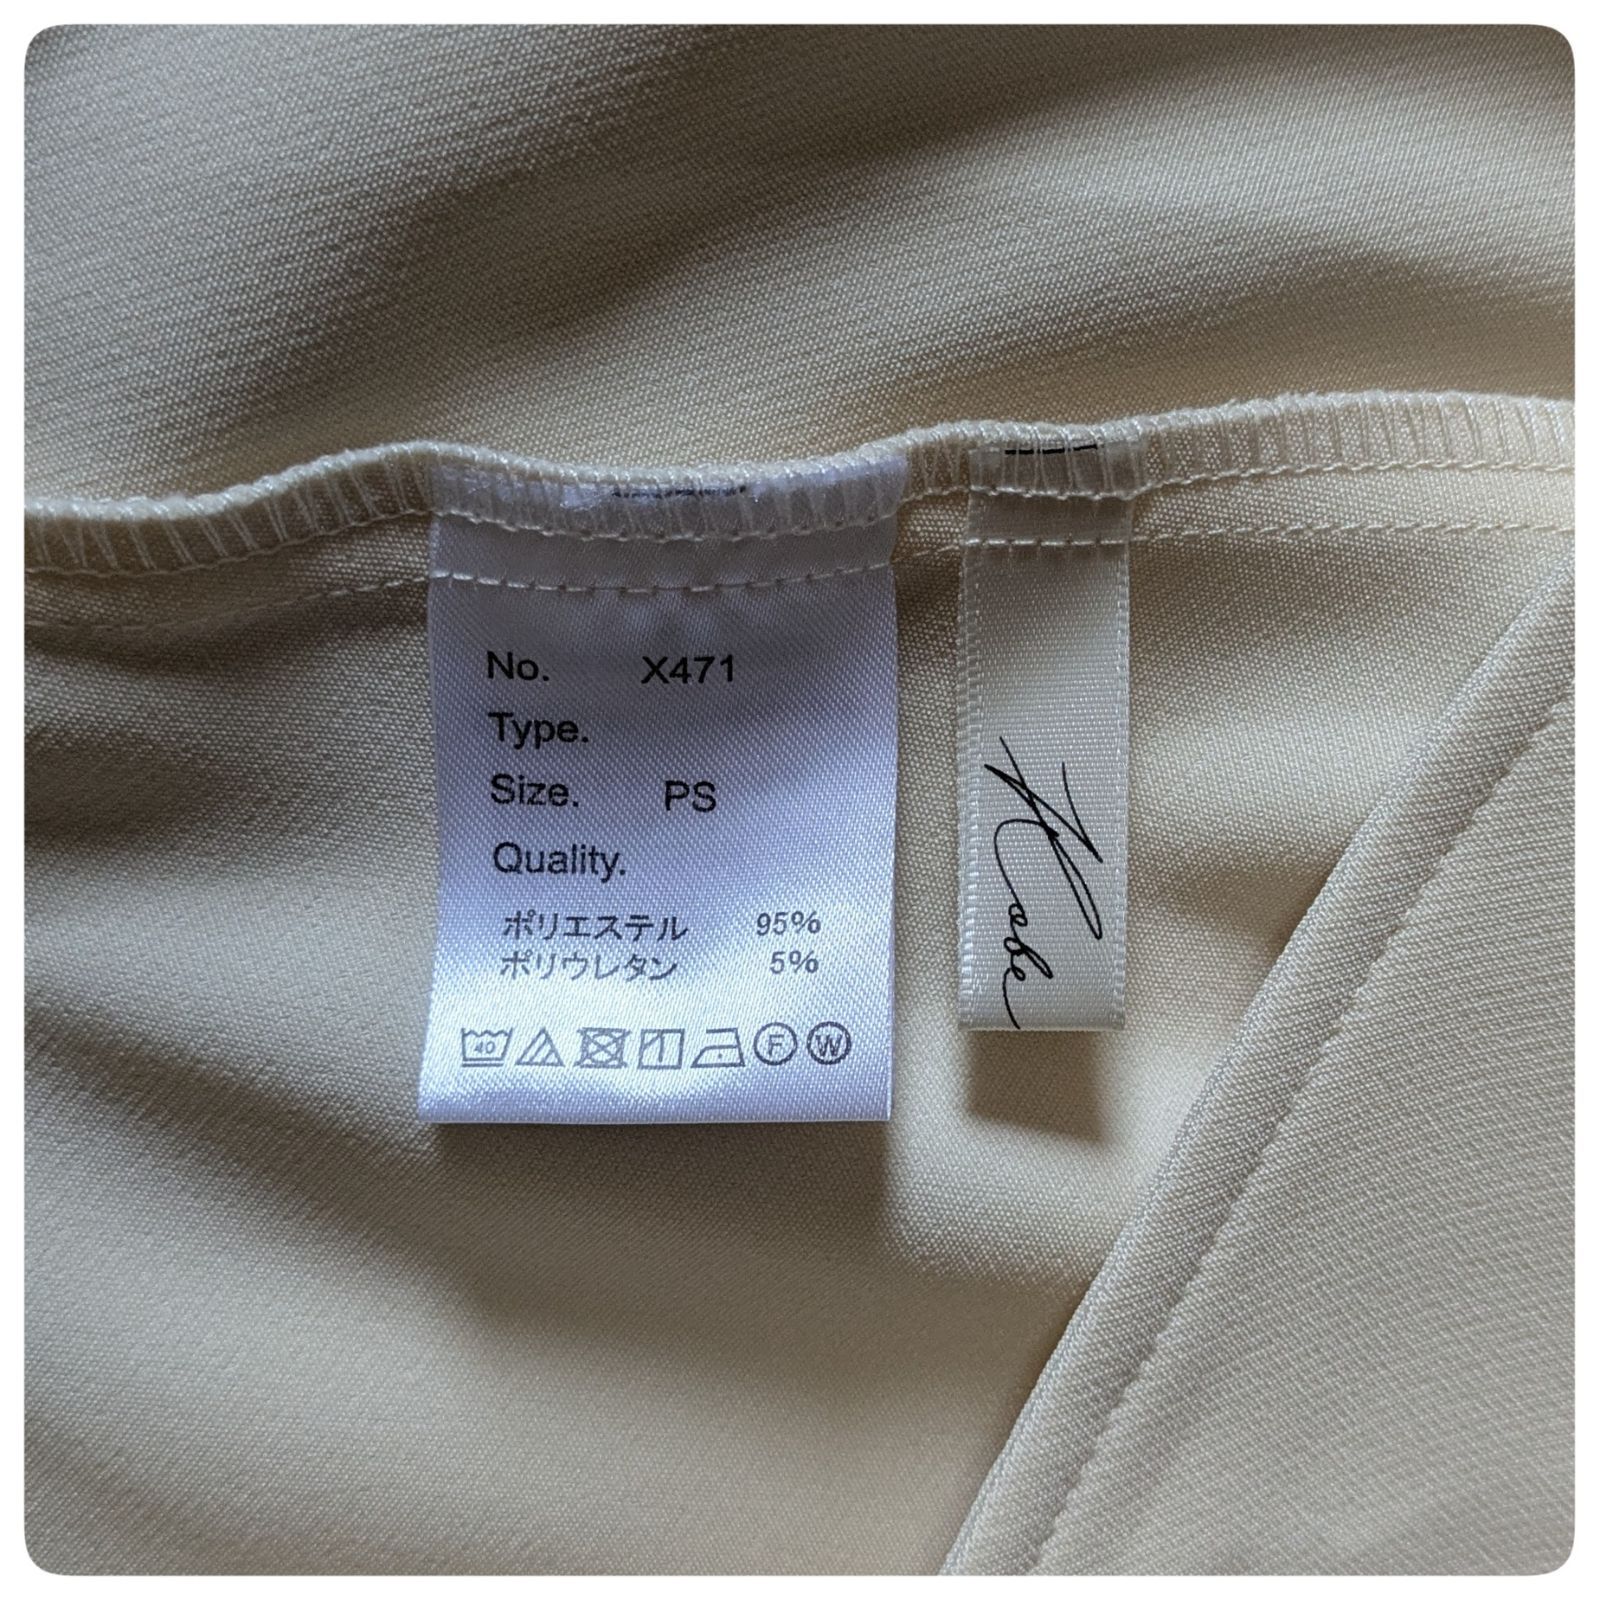 No. X471
Type.
Size. PS
Quality.
ポリエステル 95%
ポリウレタン 5%
40 F W